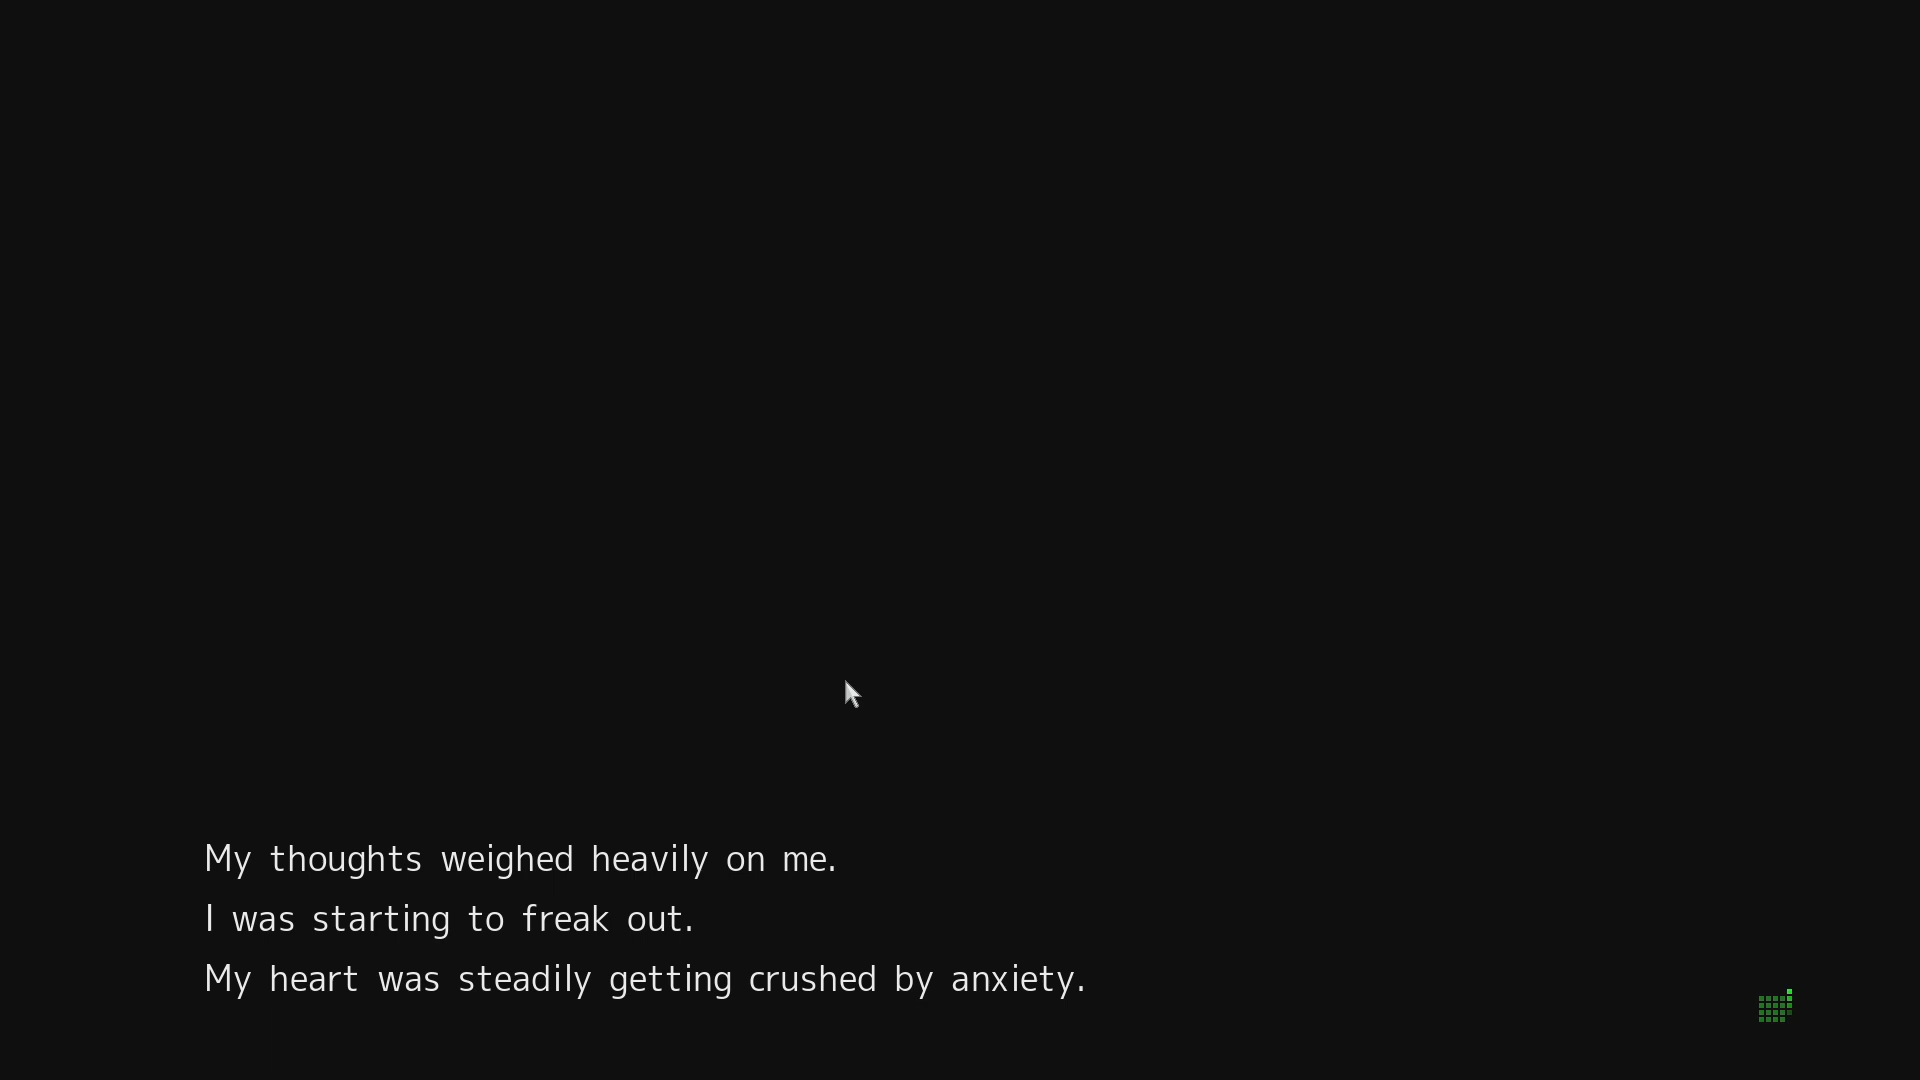 My thoughts weighed heavily on me.
I was starting to freak out.
My heart was steadily getting crushed by anxiety.